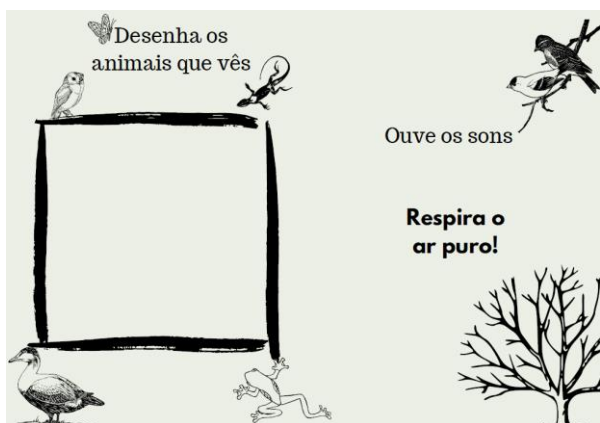 Desenha os
animais que vês
Ouve os sons
Respira o
ar puro!